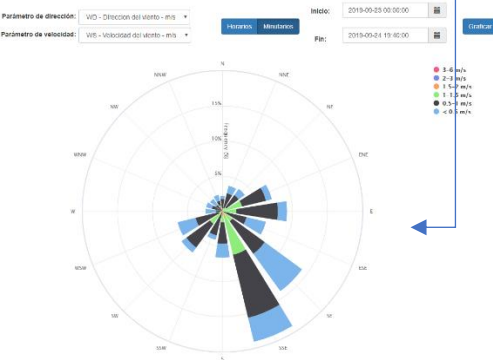 Parámetro de dirección: WD - Dirección del viento - m/s
Inicio: 2019-09-23 00:00:00
Parámetro de velocidad: WS - Velocidad del viento - m/s
Horarios Minutarios
Fin: 2019-09-24 19:40:00
Graficar
N
NNE
NE
ENE
E
ESE
SE
SSE
S
SSW
SW
WSW
W
WNW
NW
NNW
15%
10%
5%
3-6 m/s
2-3 m/s
1.5-2 m/s
1-1.5 m/s
0.5-1 m/s
< 0.5 m/s